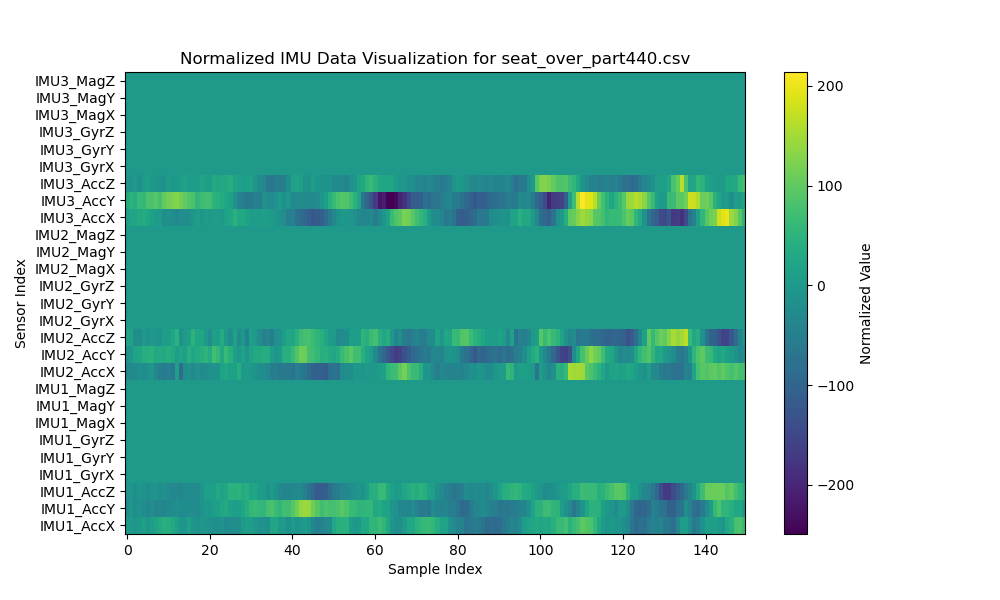 Normalized IMU Data Visualization for seat_over_part440.csv
IMU3_MagZ
IMU3_MagY
IMU3_MagX
IMU3_GyrZ
IMU3_GyrY
IMU3_GyrX
IMU3_AccZ
IMU3_AccY
IMU3_AccX
IMU2_MagZ
IMU2_MagY
IMU2_MagX
IMU2_GyrZ
IMU2_GyrY
IMU2_GyrX
IMU2_AccZ
IMU2_AccY
IMU2_AccX
IMU1_MagZ
IMU1_MagY
IMU1_MagX
IMU1_GyrZ
IMU1_GyrY
IMU1_GyrX
IMU1_AccZ
IMU1_AccY
IMU1_AccX
Sensor Index
0 20 40 60 80 100 120 140
Sample Index
200
100
0
−100
−200
Normalized Value